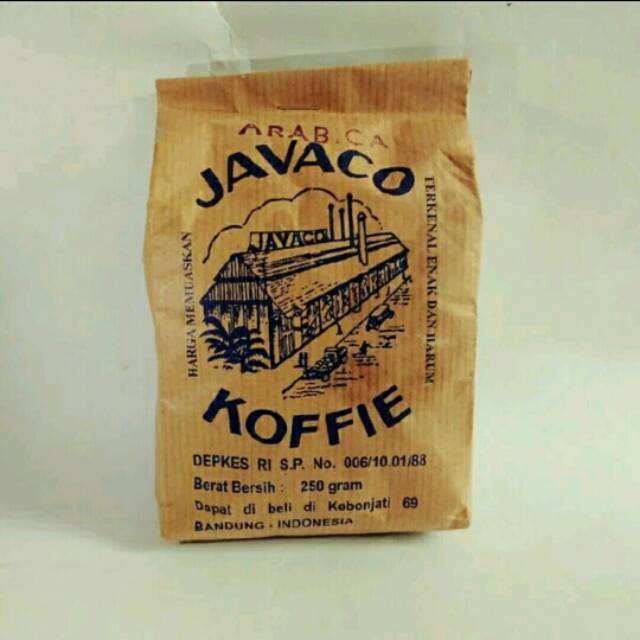 ARABICA
JAVACO
JAVACO
HARGA MEMUASKAN
TERKENAL ENAK DAN HARUM
KOFFIE
DEPKES RI S.P. No. 006/10.01/88
Berat Bersih : 250 gram
Dapat di beli di Kebonjati 69
BANDUNG - INDONESIA